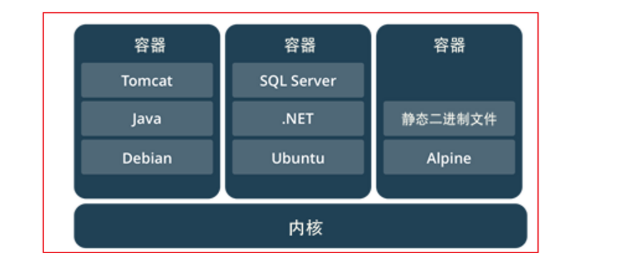 容器
Tomcat
Java
Debian
容器
SQL Server
.NET
Ubuntu
容器
静态二进制文件
Alpine
内核